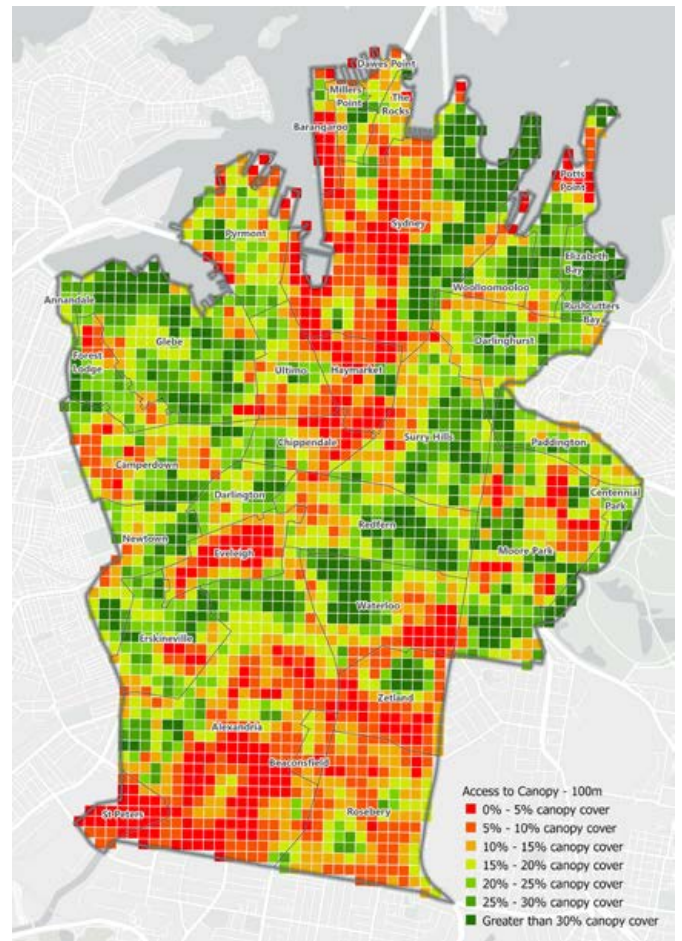 Dawes Point
Millers
Point
The
Rocks
Barangaroo
Potts
Point
Sydney
Pyrmont
Elizabeth
Bay
Woolloomooloo
Annandale
Rushcutters
Bay
Glebe
Darlinghurst
Forest
Lodge
Ultimo
Haymarket
Chippendale
Surry Hills
Paddington
Camperdown
Darlington
Centennial
Park
Redfern
Newtown
Eveleigh
Moore Park
Waterloo
Erskineville
Zetland
Alexandria
Beaconsfield
St Peters
Rosebery
Access to Canopy - 100m
0% - 5% canopy cover
5% - 10% canopy cover
10% - 15% canopy cover
15% - 20% canopy cover
20% - 25% canopy cover
25% - 30% canopy cover
Greater than 30% canopy cover